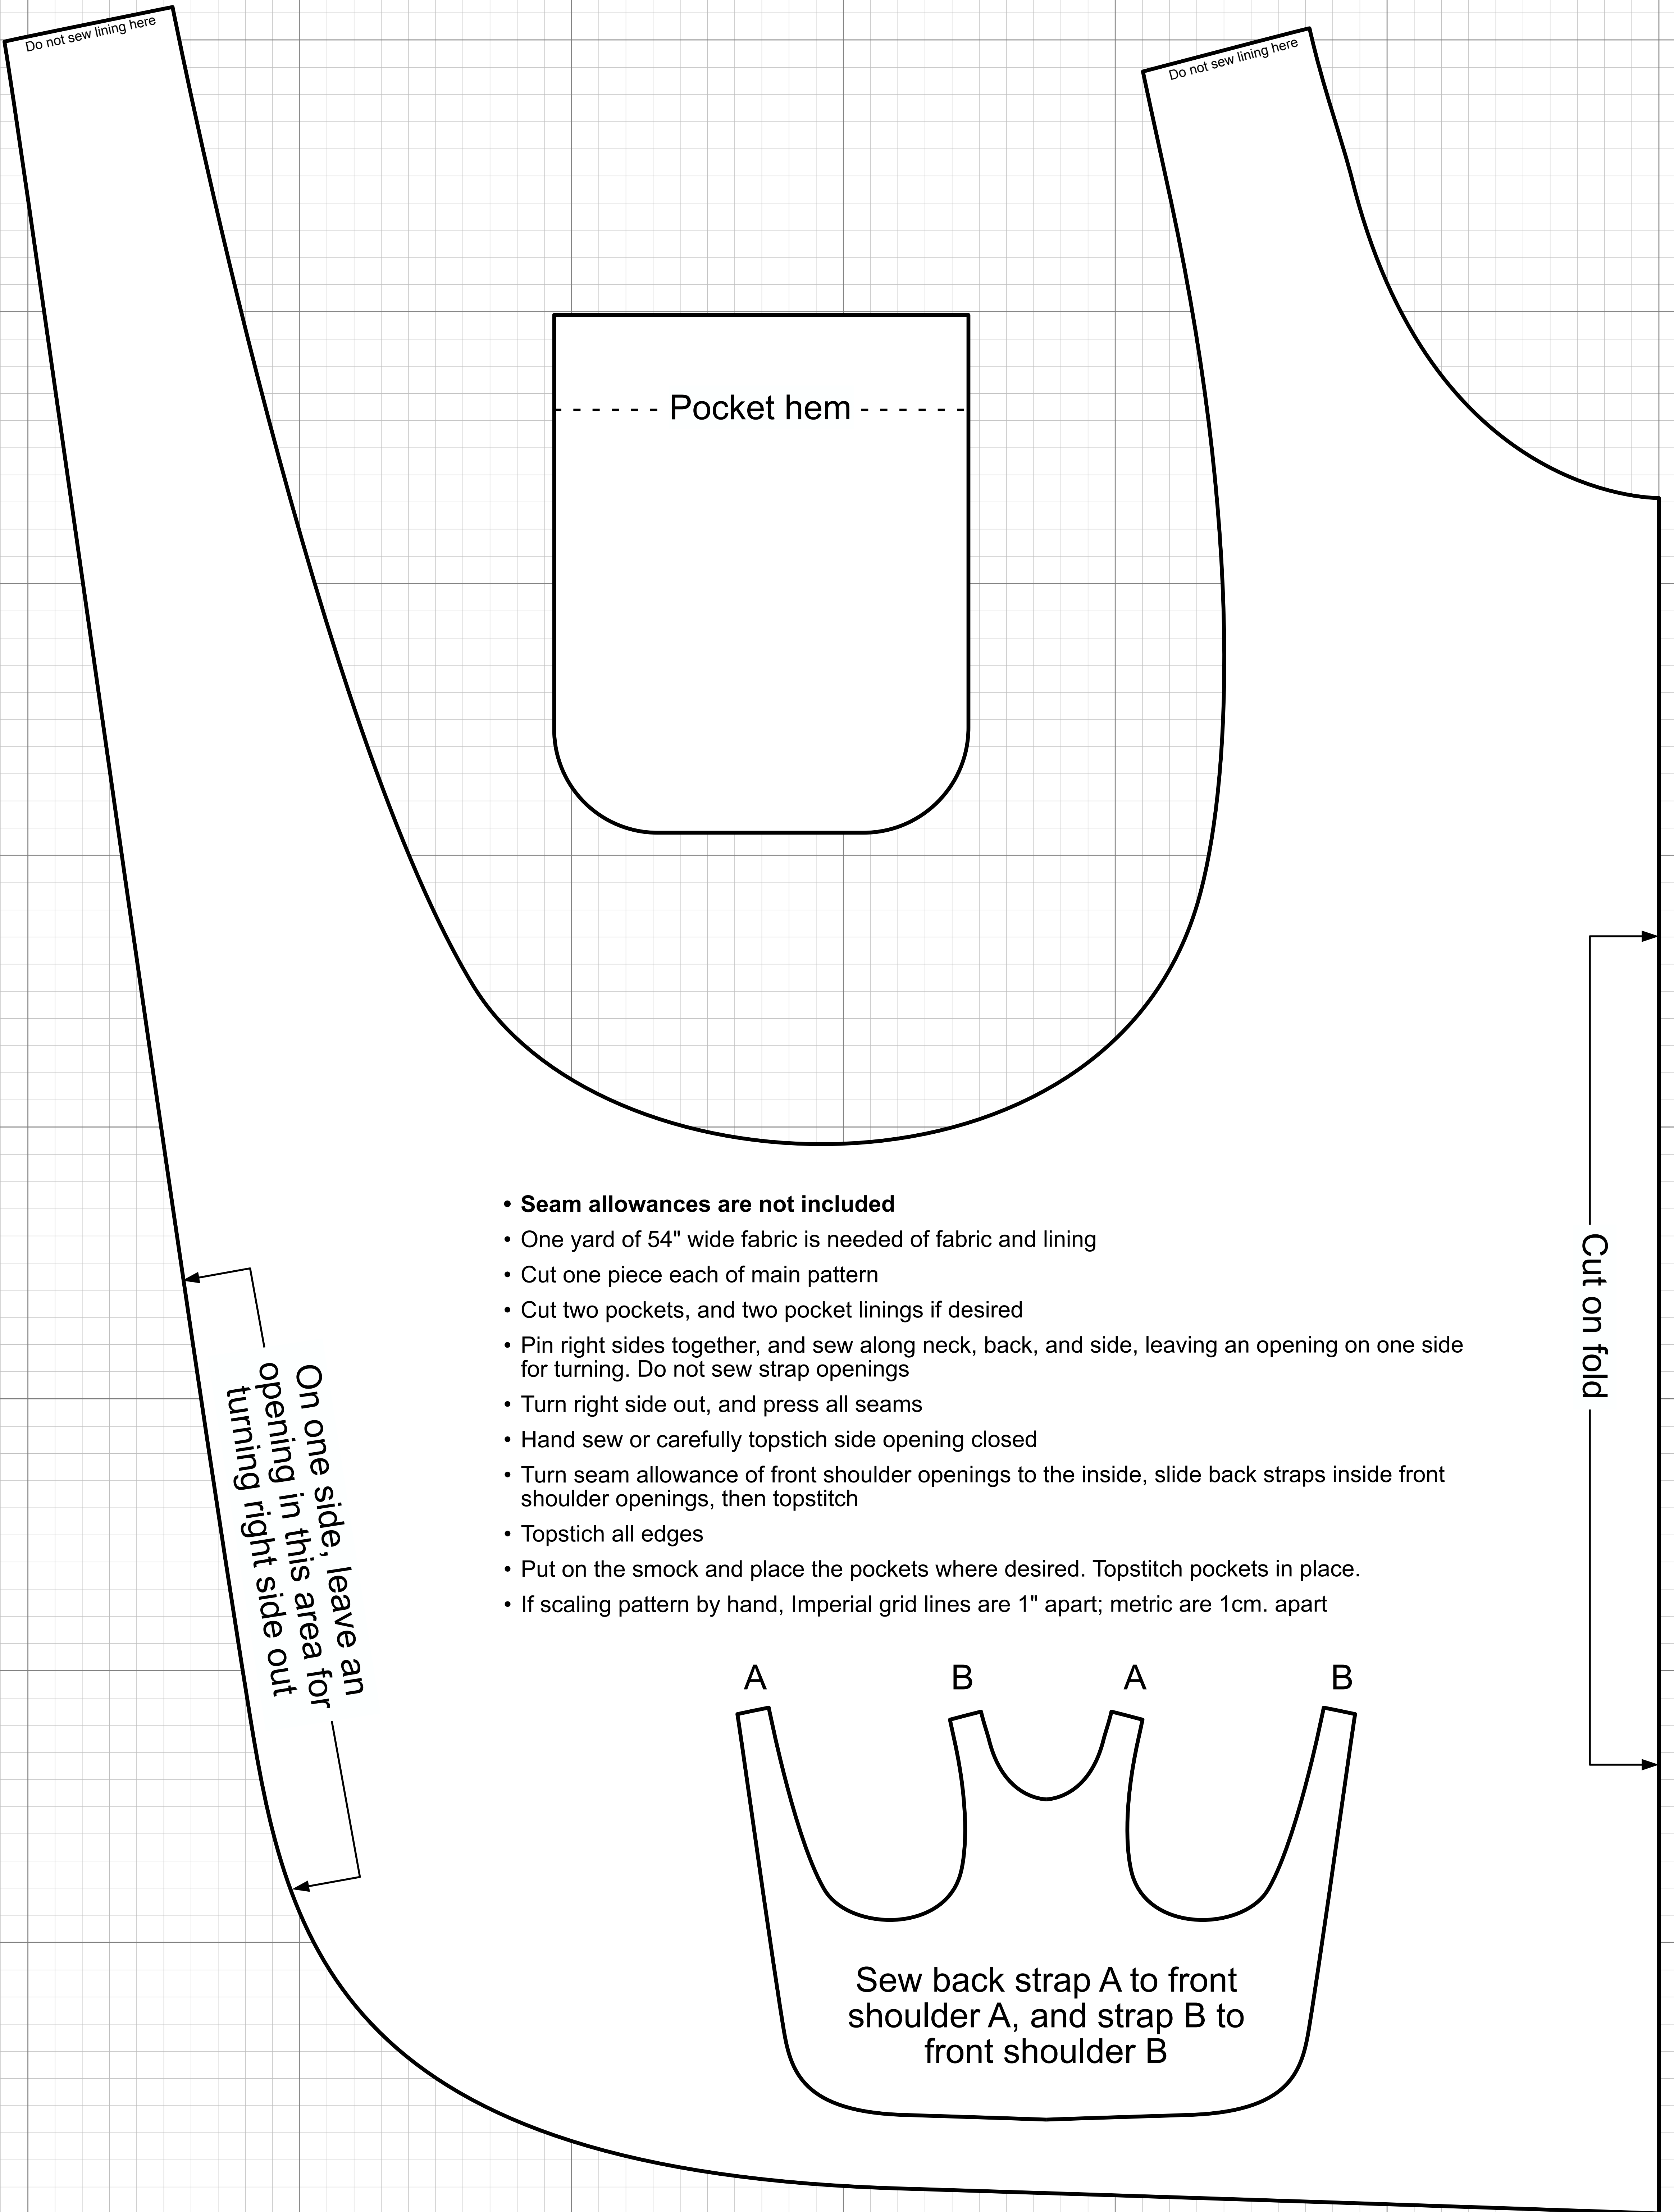 Do not sew lining here
Do not sew lining here
Pocket hem
• Seam allowances are not included
• One yard of 54" wide fabric is needed of fabric and lining
• Cut one piece each of main pattern
• Cut two pockets, and two pocket linings if desired
• Pin right sides together, and sew along neck, back, and side, leaving an opening on one side
for turning. Do not sew strap openings
• Turn right side out, and press all seams
• Hand sew or carefully topstich side opening closed
• Turn seam allowance of front shoulder openings to the inside, slide back straps inside front
shoulder openings, then topstitch
• Topstich all edges
• Put on the smock and place the pockets where desired. Topstitch pockets in place.
• If scaling pattern by hand, Imperial grid lines are 1" apart; metric are 1cm. apart
Cut on fold
On one side, leave an
opening in this area for
turning right side out
A B A B
Sew back strap A to front
shoulder A, and strap B to
front shoulder B